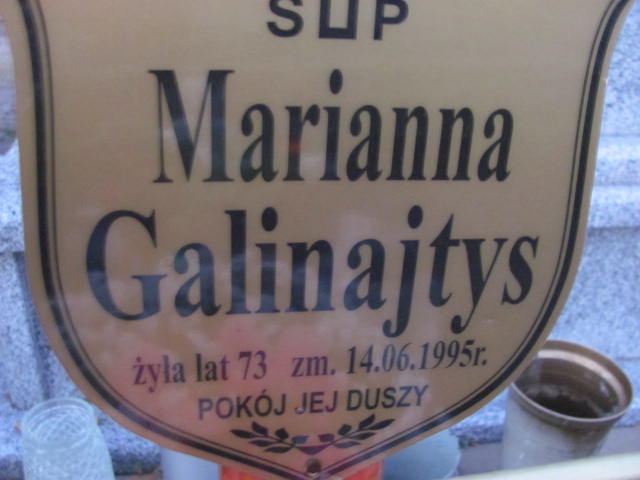 Ś P
Marianna
Galinajtys
żyła lat 73 zm. 14.06.1995r.
POKÓJ JEJ DUSZY